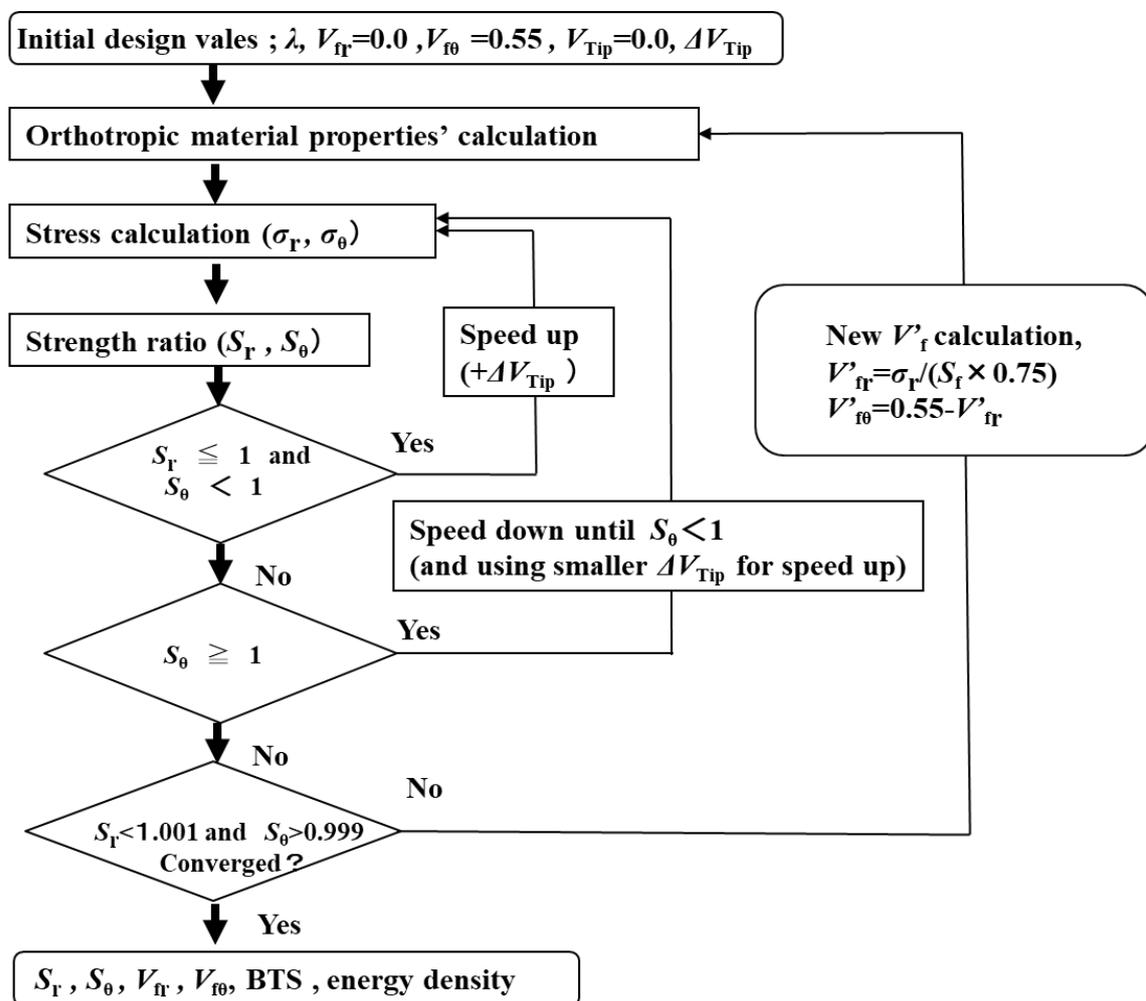 Initial design vales ; λ, Vfr=0.0 ,Vfθ =0.55 , VTip=0.0, ΔVTip
Orthotropic material properties’ calculation
Stress calculation (σr, σθ)
Strength ratio (Sr , Sθ)
Speed up
(+ΔVTip )
New V’f calculation,
V’fr=σr/(Sf × 0.75)
V’fθ=0.55-V’fr
Sr ≦ 1 and
Sθ < 1
Yes
Speed down until Sθ<1
(and using smaller ΔVTip for speed up)
No
Sθ ≧ 1
Yes
No
No
Sr<1.001 and Sθ>0.999
Converged?
Yes
Sr , Sθ, Vfr , Vfθ, BTS , energy density